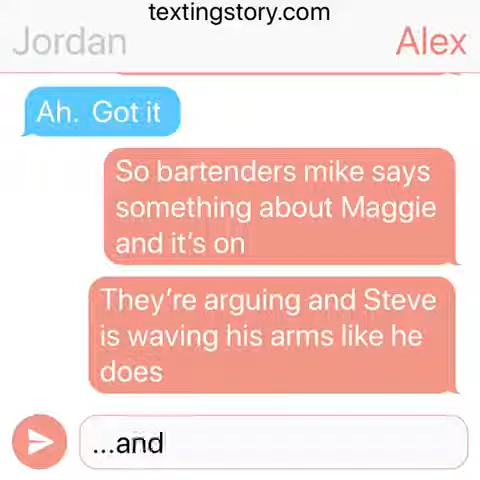 textingstory.com
Jordan
Alex
Ah.  Got it
So bartenders mike says
something about Maggie
and it’s on
They’re arguing and Steve
is waving his arms like he
does
...and